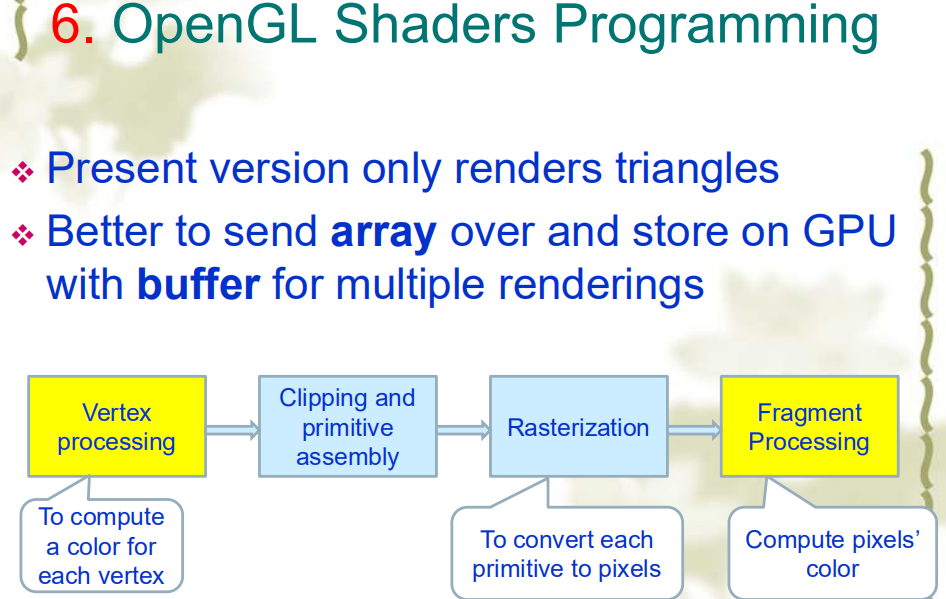 6. OpenGL Shaders Programming
Present version only renders triangles
Better to send array over and store on GPU
with buffer for multiple renderings
Vertex
processing
Clipping and
primitive
assembly
Rasterization
Fragment
Processing
To compute
a color for
each vertex
To convert each
primitive to pixels
Compute pixels’
color